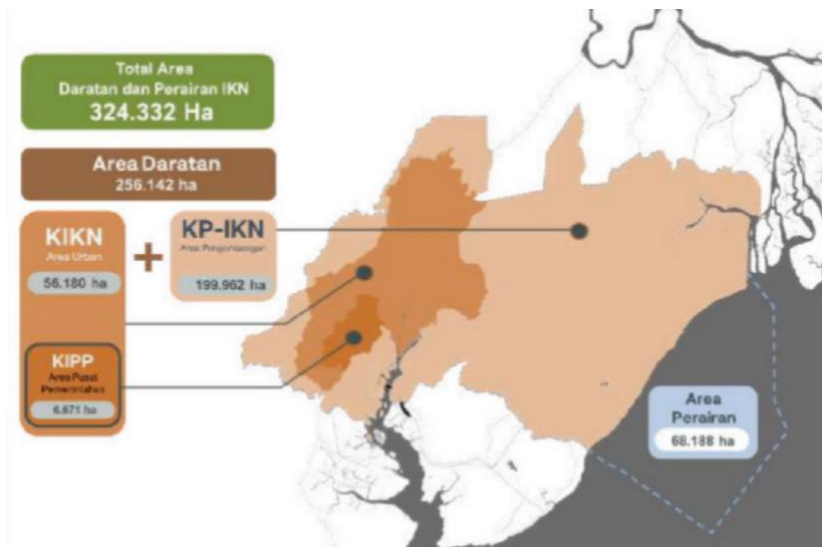 Total Area
Daratan dan Perairan IKN
324.332 Ha
Area Daratan
256.142 ha
KIKN
Area Urban
56.180 ha
+
KP-IKN
Area Pengembangan
199.962 ha
KIPP
Area Pusat
Pemerintahan
6.671 ha
Area
Perairan
68.188 ha